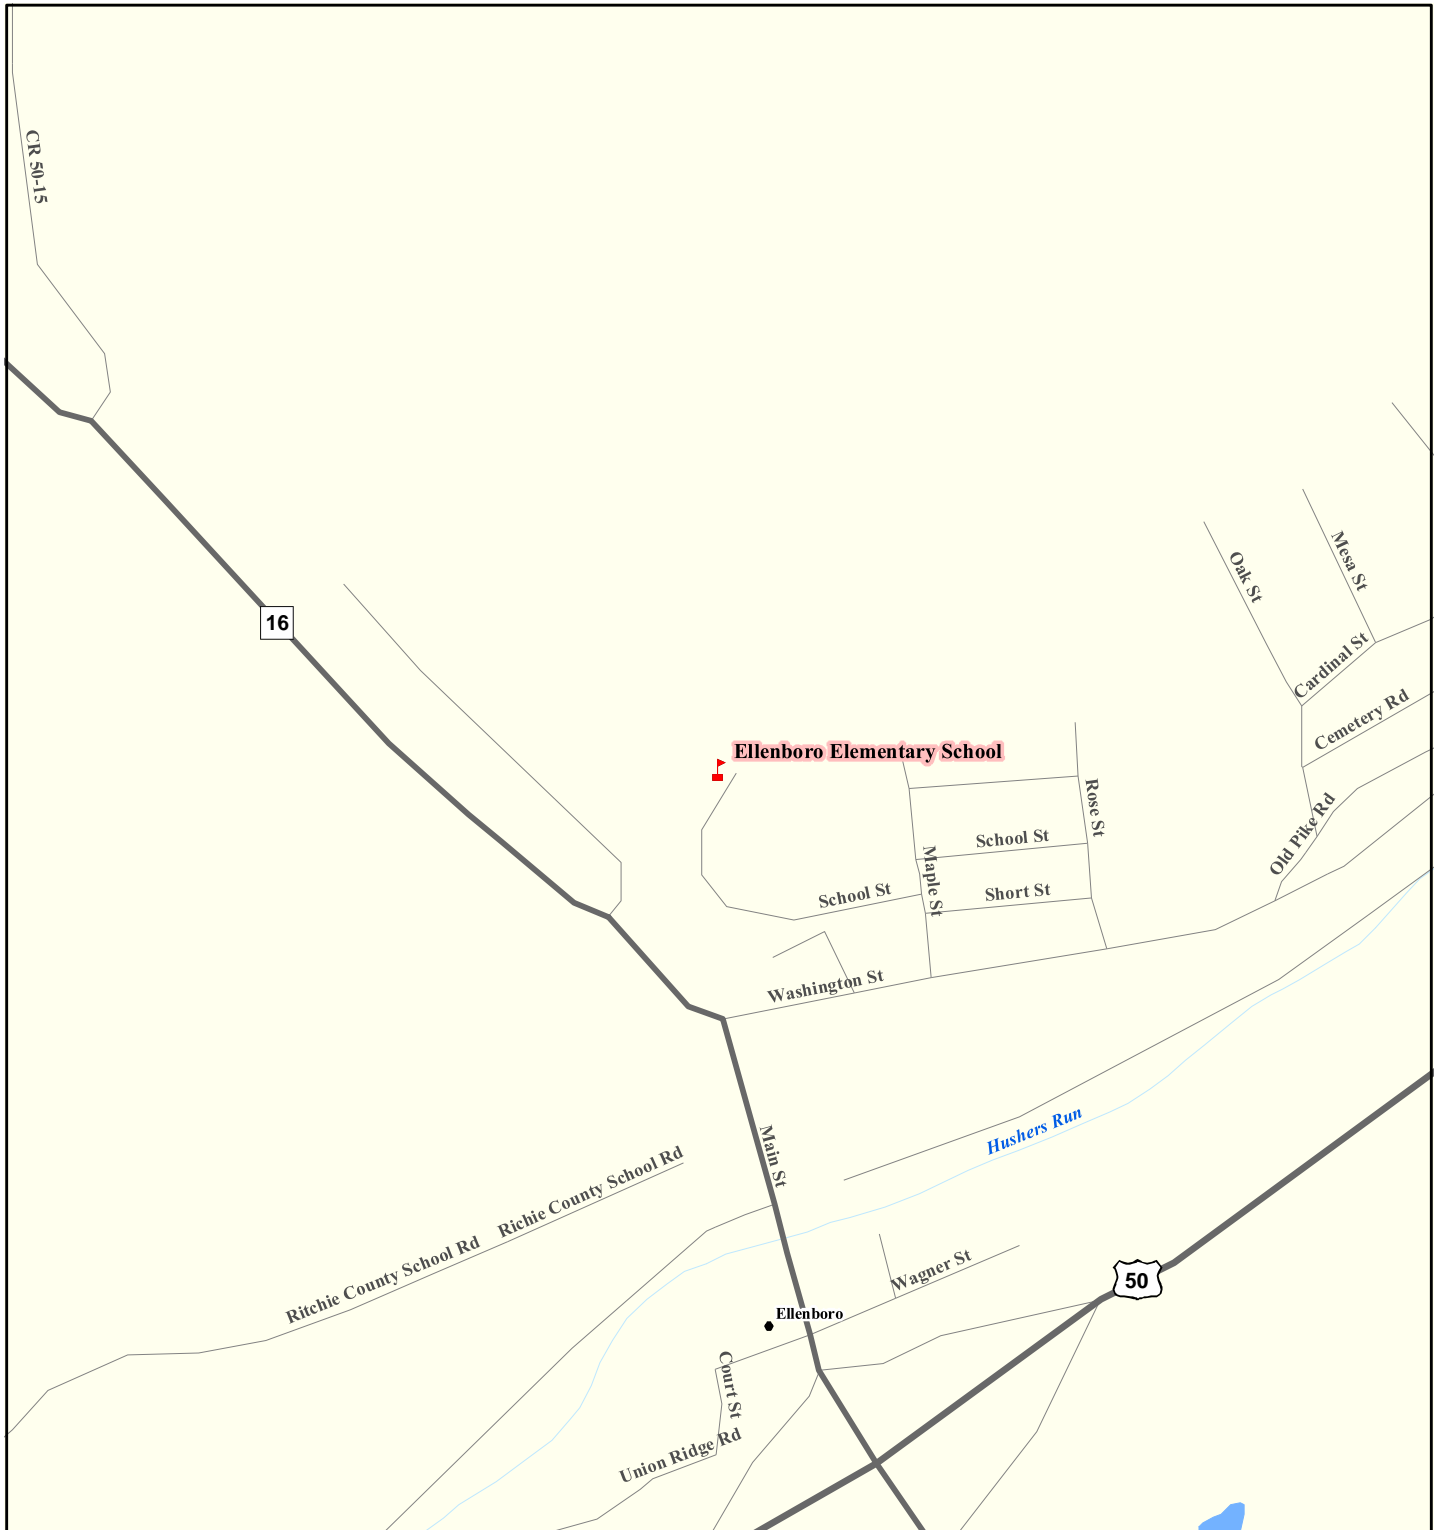 CR 50-15
Mesa St
Oak St
16
Cardinal St
Cemetery Rd
Ellenboro Elementary School
Rose St
Old Pike Rd
School St
Maple St
School St
Short St
Washington St
Hushers Run
Main St
Richie County School Rd
Ritchie County School Rd
Wagner St
50
Ellenboro
Court St
Union Ridge Rd